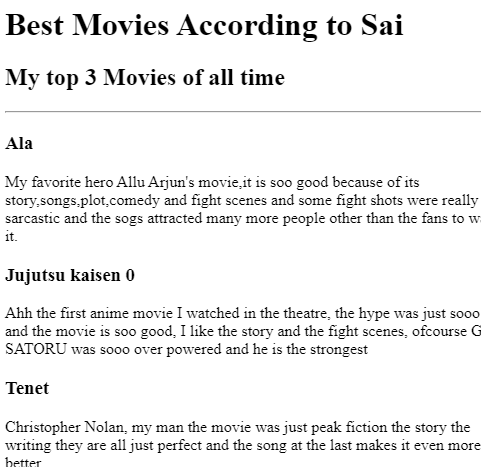 Best Movies According to Sai
My top 3 Movies of all time
Ala
My favorite hero Allu Arjun's movie,it is soo good because of its
story,songs,plot,comedy and fight scenes and some fight shots were really
sarcastic and the sogs attracted many more people other than the fans to
it.
Jujutsu kaisen 0
Ahh the first anime movie I watched in the theatre, the hype was just sooo
and the movie is soo good, I like the story and the fight scenes, ofcourse
SATORU was sooo over powered and he is the strongest
Tenet
Christopher Nolan, my man the movie was just peak fiction the story the
writing they are all just perfect and the song at the last makes it even more
better